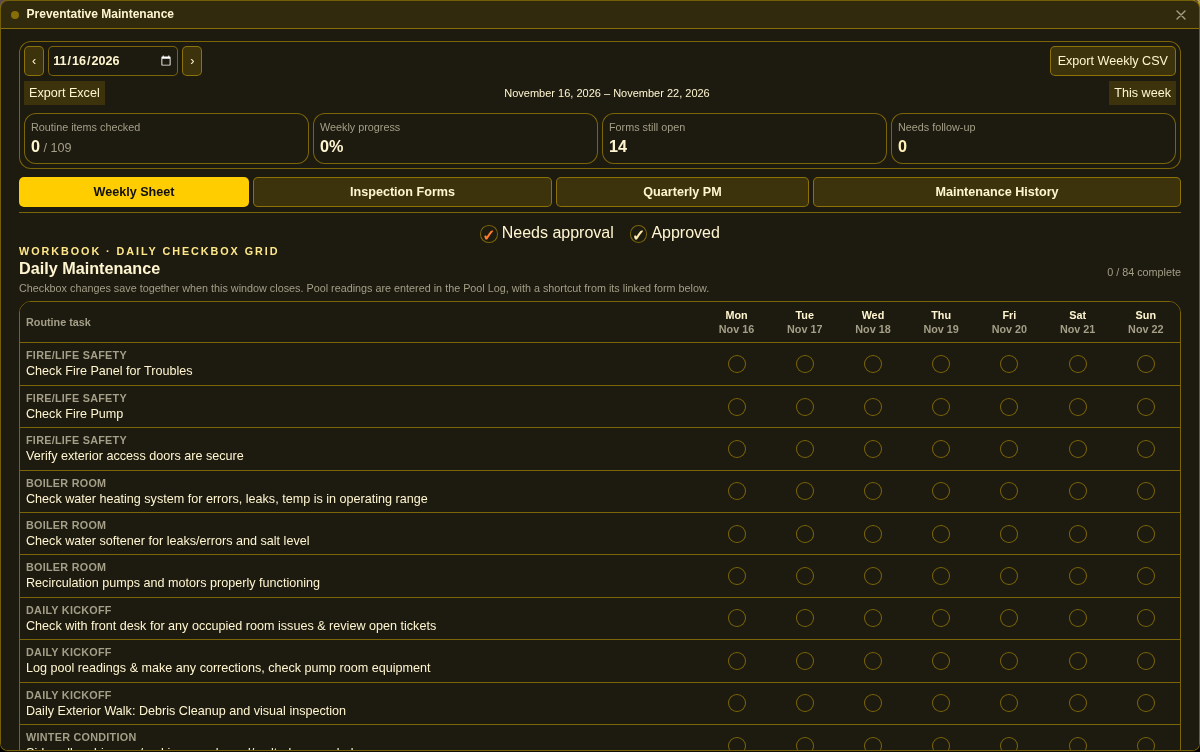 Preventative Maintenance
‹ 11/16/2026 › Export Weekly CSV
Export Excel November 16, 2026 – November 22, 2026 This week
Routine items checked Weekly progress Forms still open Needs follow-up
0 / 109 0% 14 0
Weekly Sheet Inspection Forms Quarterly PM Maintenance History
Needs approval Approved
WORKBOOK · DAILY CHECKBOX GRID
Daily Maintenance 0 / 84 complete
Checkbox changes save together when this window closes. Pool readings are entered in the Pool Log, with a shortcut from its linked form below.
Routine task Mon Tue Wed Thu Fri Sat Sun
Nov 16 Nov 17 Nov 18 Nov 19 Nov 20 Nov 21 Nov 22
FIRE/LIFE SAFETY
Check Fire Panel for Troubles
FIRE/LIFE SAFETY
Check Fire Pump
FIRE/LIFE SAFETY
Verify exterior access doors are secure
BOILER ROOM
Check water heating system for errors, leaks, temp is in operating range
BOILER ROOM
Check water softener for leaks/errors and salt level
BOILER ROOM
Recirculation pumps and motors properly functioning
DAILY KICKOFF
Check with front desk for any occupied room issues & review open tickets
DAILY KICKOFF
Log pool readings & make any corrections, check pump room equipment
DAILY KICKOFF
Daily Exterior Walk: Debris Cleanup and visual inspection
WINTER CONDITION